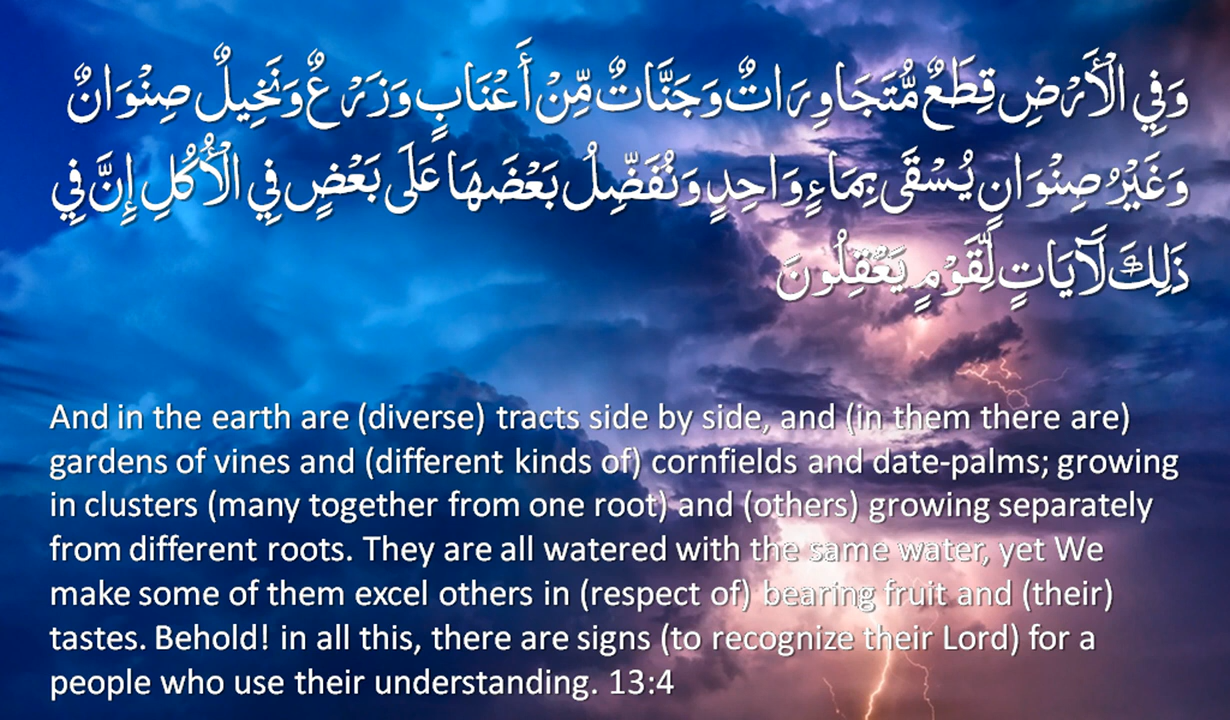 وَفِي الْأَرْضِ قِطَعٌ مُّتَجَاوِرَاتٌ وَجَنَّاتٌ مِّنْ أَعْنَابٍ وَزَرْعٌ وَنَخِيلٌ صِنْوَانٌ
وَغَيْرُ صِنْوَانٍ يُسْقَى بِمَاءٍ وَاحِدٍ وَنُفَضِّلُ بَعْضَهَا عَلَى بَعْضٍ فِي الْأُكُلِ إِنَّ فِي
ذَلِكَ لَآيَاتٍ لِّقَوْمٍ يَعْقِلُونَ
And in the earth are (diverse) tracts side by side, and (in them there are)
gardens of vines and (different kinds of) cornfields and date-palms; growing
in clusters (many together from one root) and (others) growing separately
from different roots. They are all watered with the same water, yet We
make some of them excel others in (respect of) bearing fruit and (their)
tastes. Behold! in all this, there are signs (to recognize their Lord) for a
people who use their understanding. 13:4